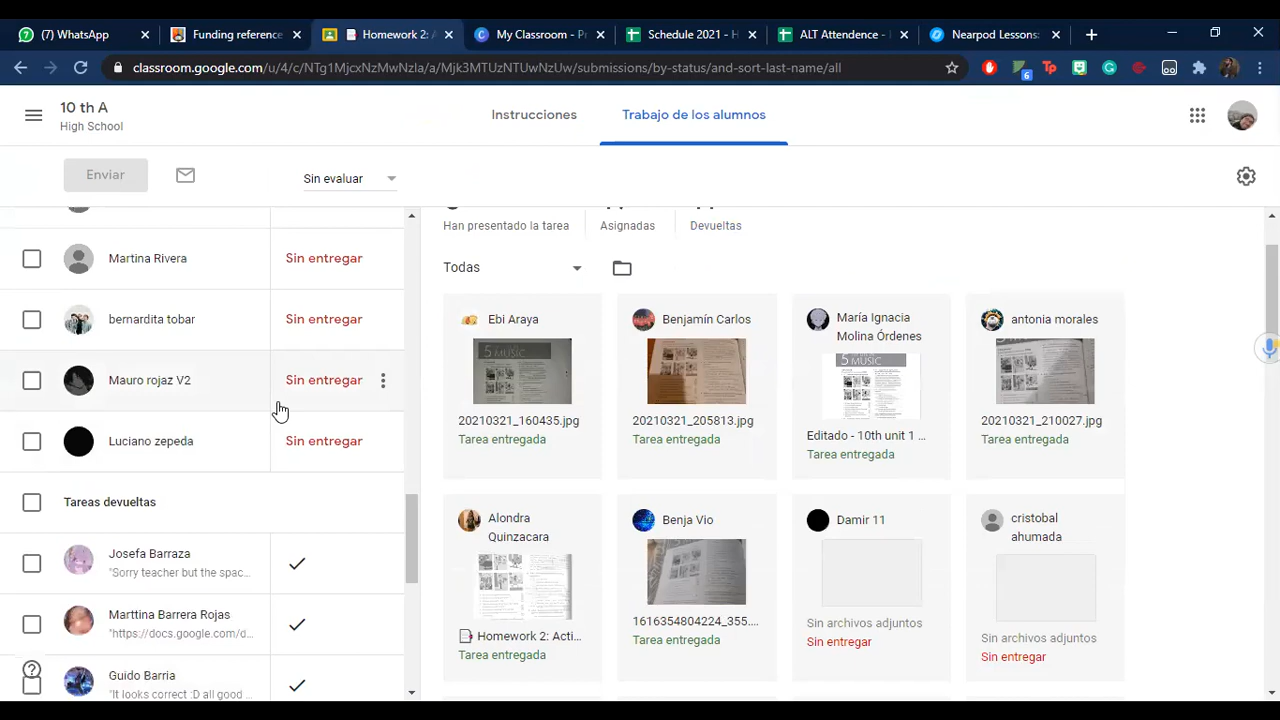 (7) WhatsApp
Funding reference
Homework 2: A
My Classroom - P
Schedule 2021 - H
ALT Attendence -
Nearpod Lessons:
classroom.google.com/u/4/c/NTg1MjcxNzMwNzla/a/Mjk3MTUzNTUwNzUw/submissions/by-status/and-sort-last-name/all
6
10 th A
High School
Instrucciones
Trabajo de los alumnos
Enviar
Sin evaluar
Han presentado la tarea
Asignadas
Devueltas
Martina Rivera
Sin entregar
bernardita tobar
Sin entregar
Mauro rojaz V2
Sin entregar
Luciano zepeda
Sin entregar
Tareas devueltas
Josefa Barraza
"Sorry teacher but the spac...
Marttina Barrera Rojas
"https://docs.google.com/d...
Guido Barria
"It looks correct :D all good ...
Todas
Ebi Araya
5 MUSIC
20210321_160435.jpg
Tarea entregada
Benjamín Carlos
20210321_205813.jpg
Tarea entregada
María Ignacia
Molina Órdenes
5 MUSIC
Editado - 10th unit 1 ...
Tarea entregada
antonia morales
20210321_210027.jpg
Tarea entregada
Alondra
Quinzacara
Homework 2: Acti...
Tarea entregada
Benja Vio
1616354804224_355....
Tarea entregada
Damir 11
Sin archivos adjuntos
Sin entregar
cristobal
ahumada
Sin archivos adjuntos
Sin entregar